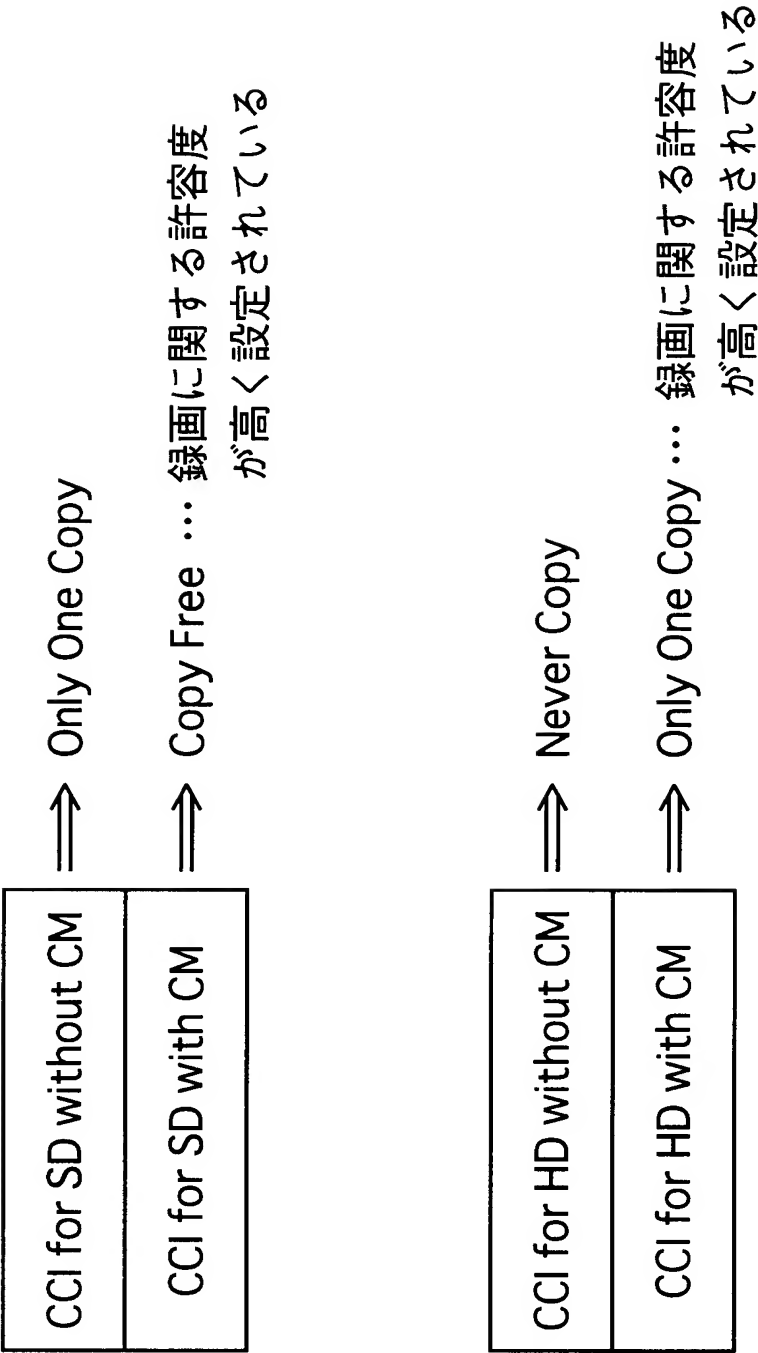 CCI for SD without CM ⇒ Only One Copy
CCI for SD with CM ⇒ Copy Free … 録画に関する許容度
が高く設定されている
CCI for HD without CM ⇒ Never Copy
CCI for HD with CM ⇒ Only One Copy … 録画に関する許容度
が高く設定されている